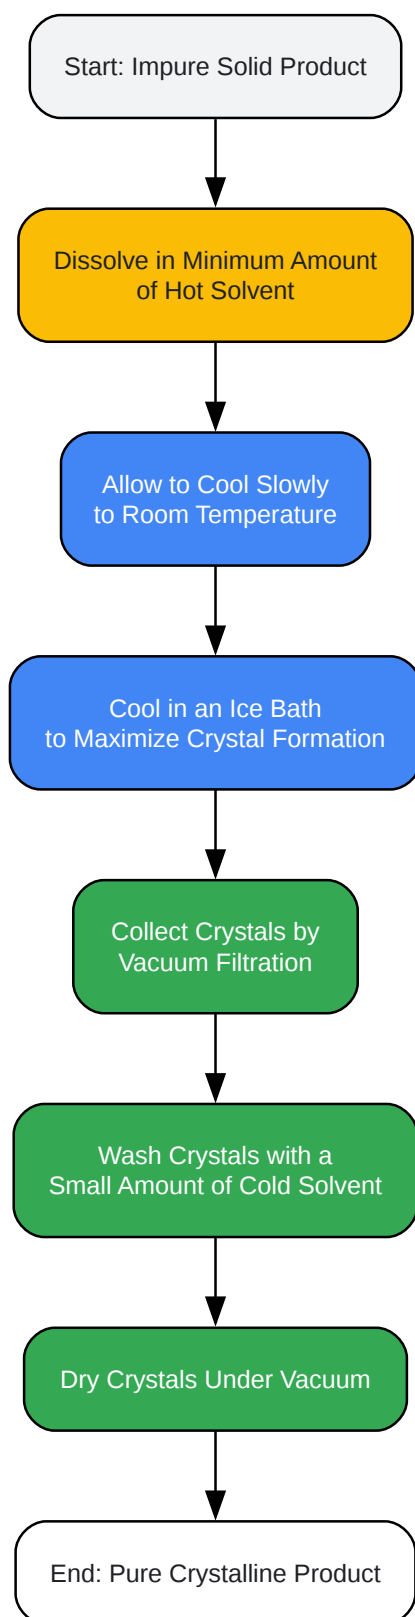 Start: Impure Solid Product
Dissolve in Minimum Amount
of Hot Solvent
Allow to Cool Slowly
to Room Temperature
Cool in an Ice Bath
to Maximize Crystal Formation
Collect Crystals by
Vacuum Filtration
Wash Crystals with a
Small Amount of Cold Solvent
Dry Crystals Under Vacuum
End: Pure Crystalline Product